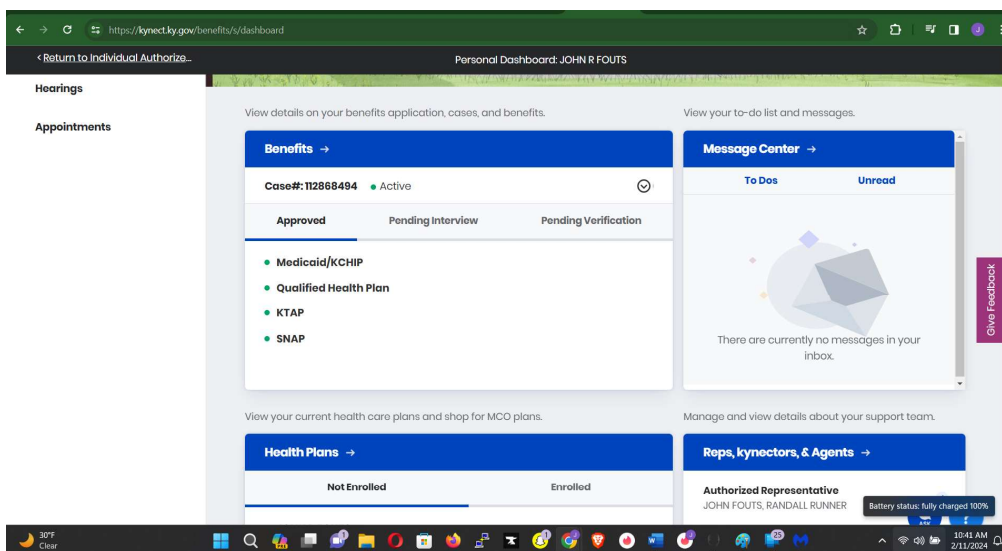 https://kynect.ky.gov/benefits/s/dashboard
J
< Return to Individual Authorize...
Personal Dashboard: JOHN R FOUTS
Hearings
Appointments
View details on your benefits application, cases, and benefits.
View your to-do list and messages.
Benefits →
Message Center →
Case#: 112868494 • Active
To Dos Unread
Approved Pending Interview Pending Verification
• Medicaid/KCHIP
• Qualified Health Plan
• KTAP
• SNAP
There are currently no messages in your
inbox.
Give Feedback
View your current health care plans and shop for MCO plans.
Manage and view details about your support team.
Health Plans →
Reps, kynectors, & Agents →
Not Enrolled Enrolled
Authorized Representative
JOHN FOUTS, RANDALL RUNNER
Battery status: fully charged 100%
30°F
Clear
25
10:41 AM
2/11/2024